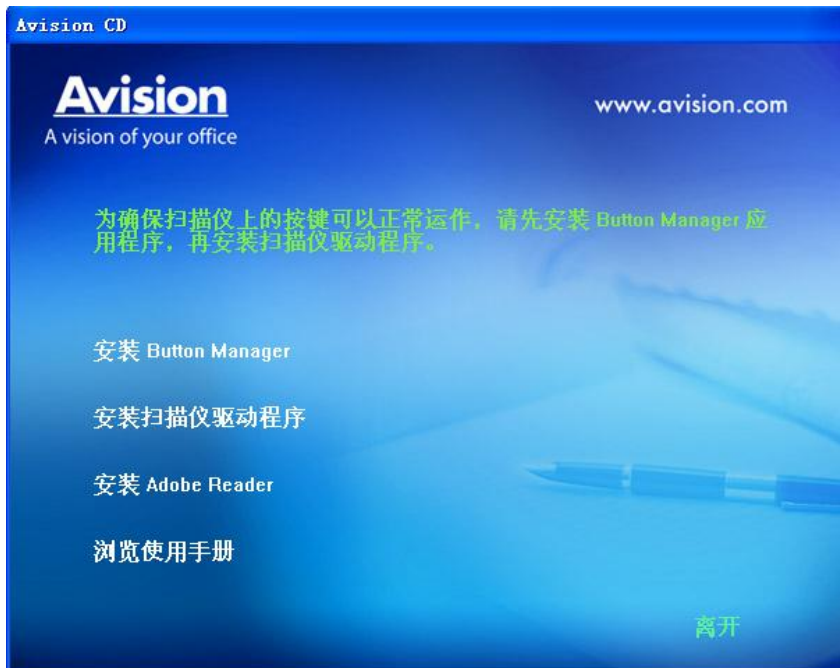 Avision CD
Avision
www.avision.com
A vision of your office
为确保扫描仪上的按键可以正常运作，请先安装 Button Manager 应
用程序，再安装扫描仪驱动程序。
安装 Button Manager
安装扫描仪驱动程序
安装 Adobe Reader
浏览使用手册
离开